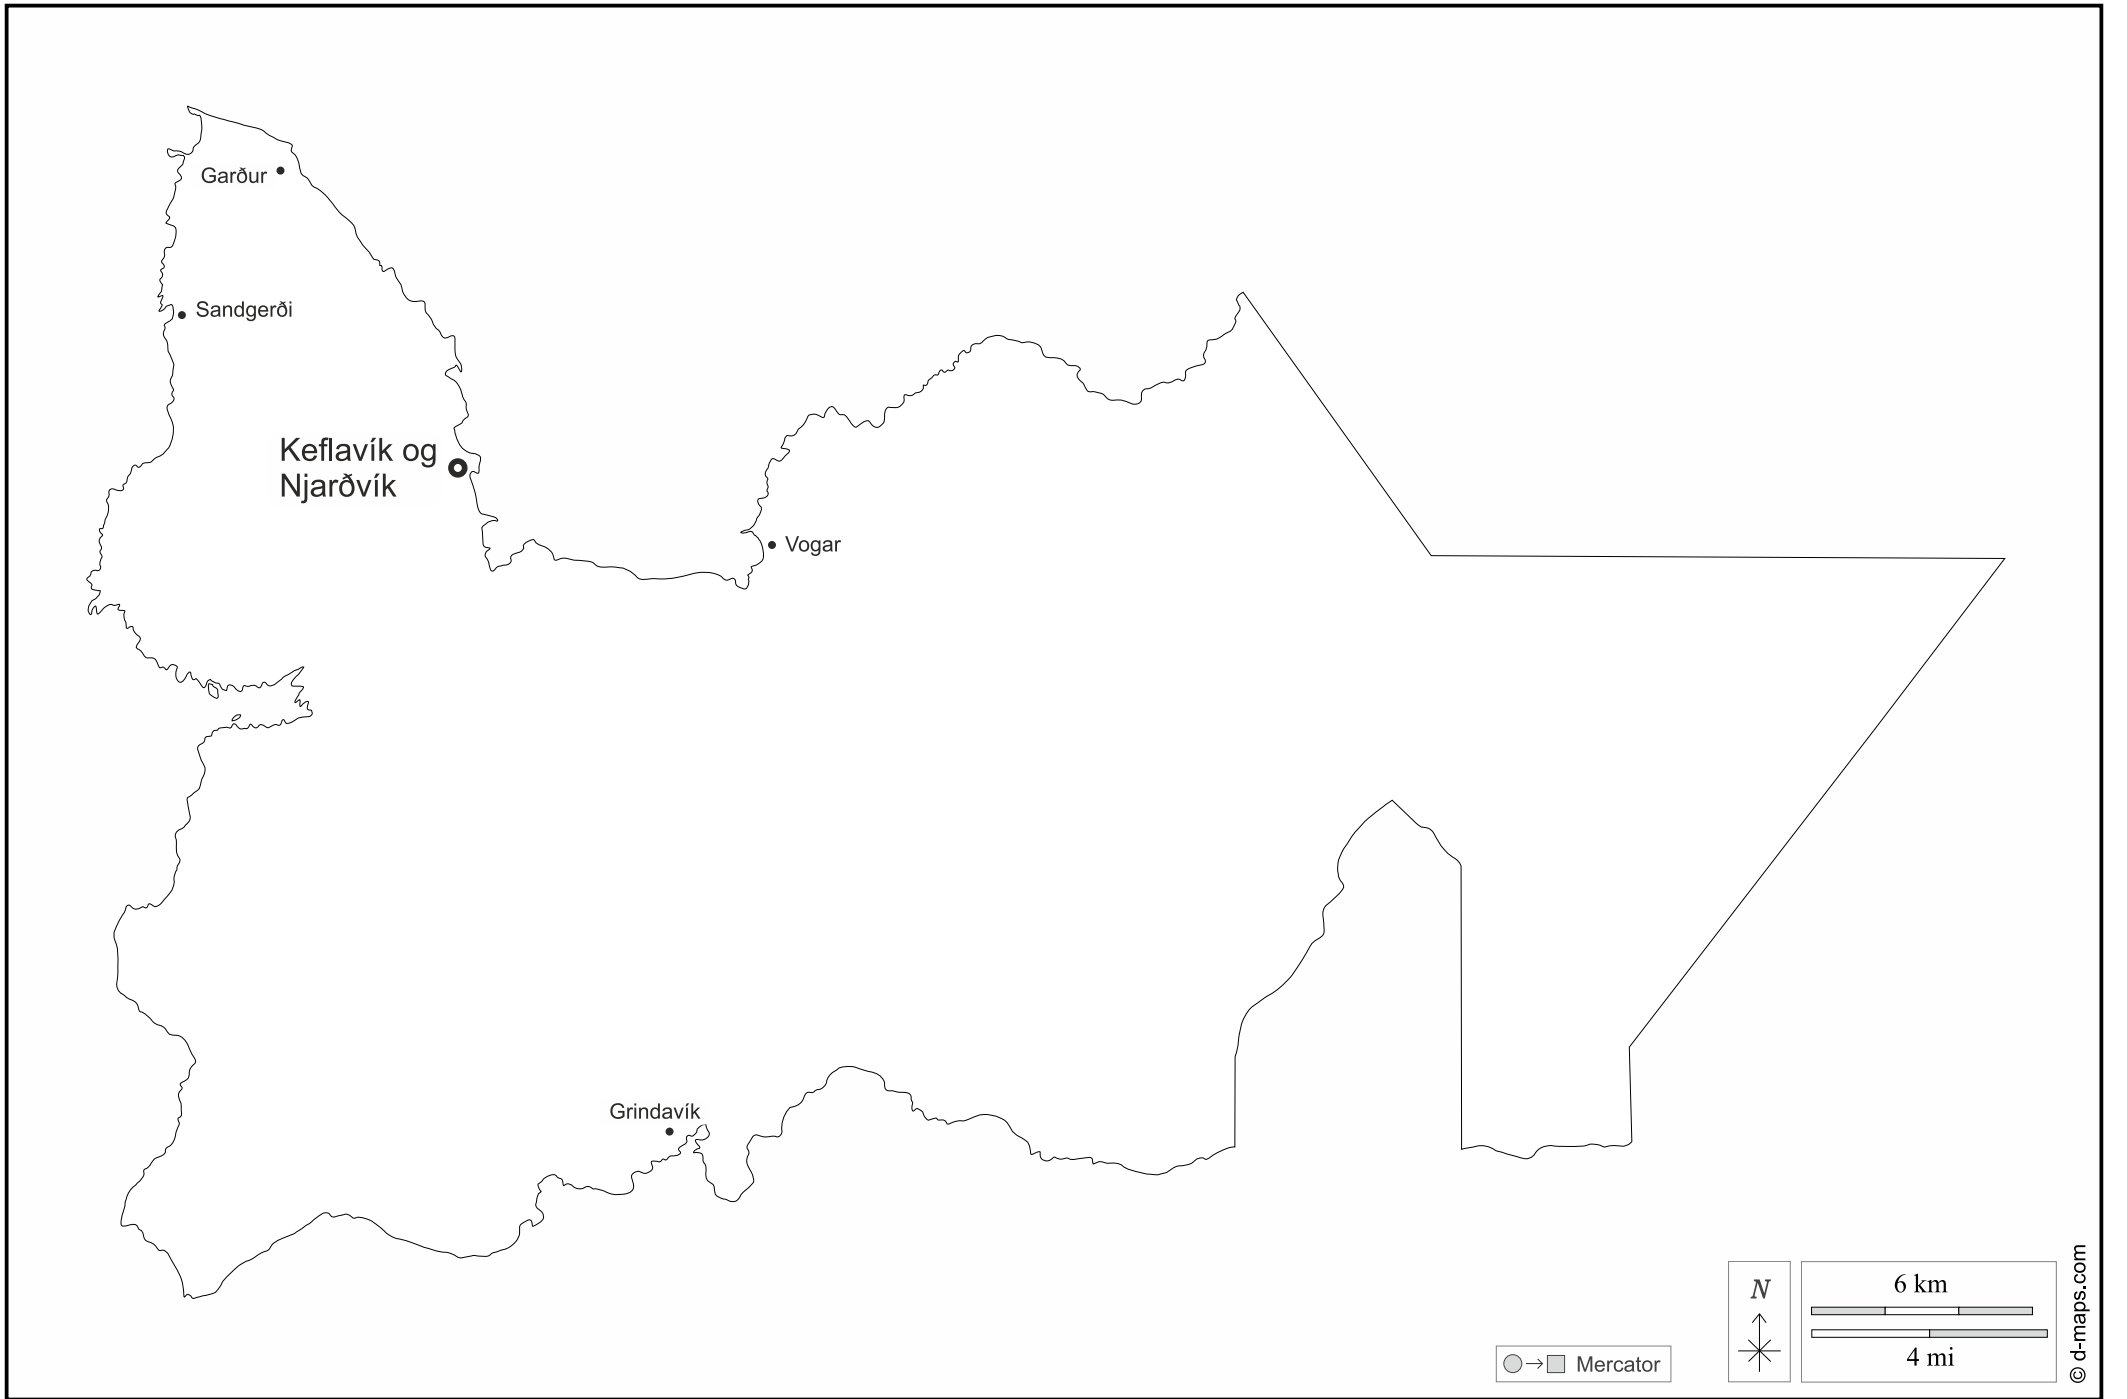 Garður
Sandgerði
Keflavík og
Njarðvík
Vogar
Grindavík
N
6 km
4 mi
Mercator
© d-maps.com